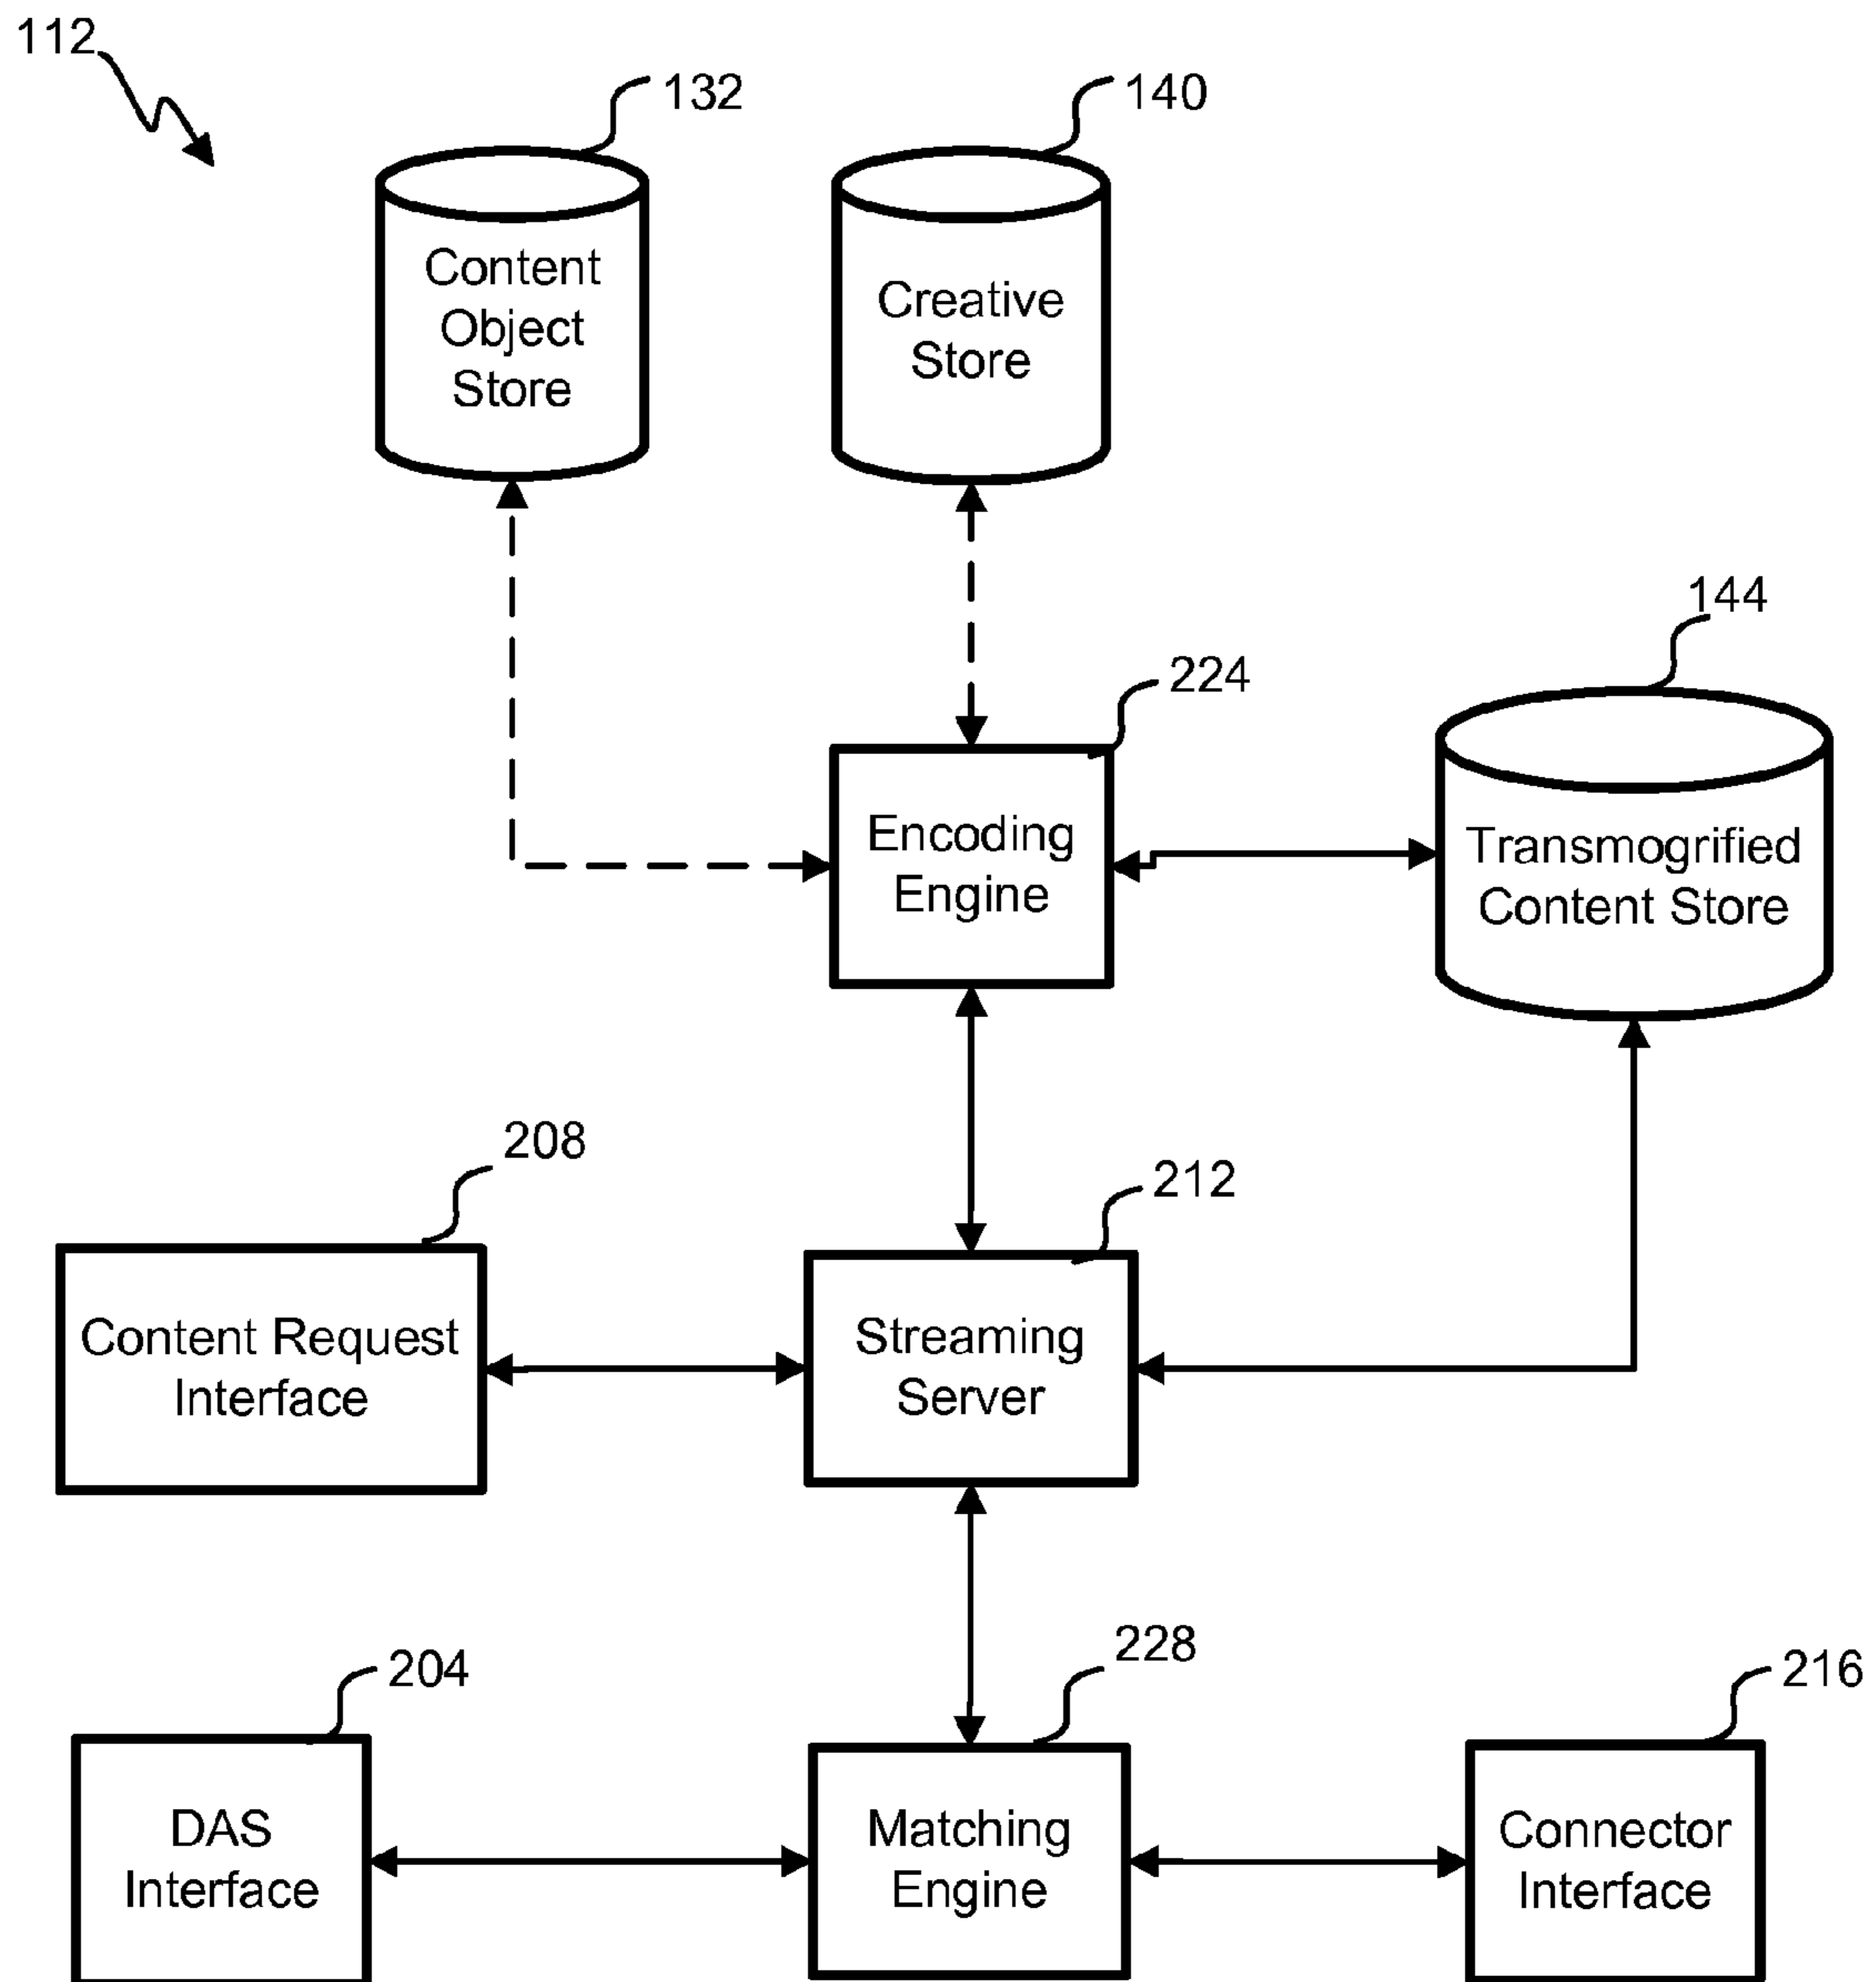 112
132
140
Content
Object
Store
Creative
Store
144
224
Encoding
Engine
Transmogrified
Content Store
208
212
Content Request
Interface
Streaming
Server
204
228
216
DAS
Interface
Matching
Engine
Connector
Interface